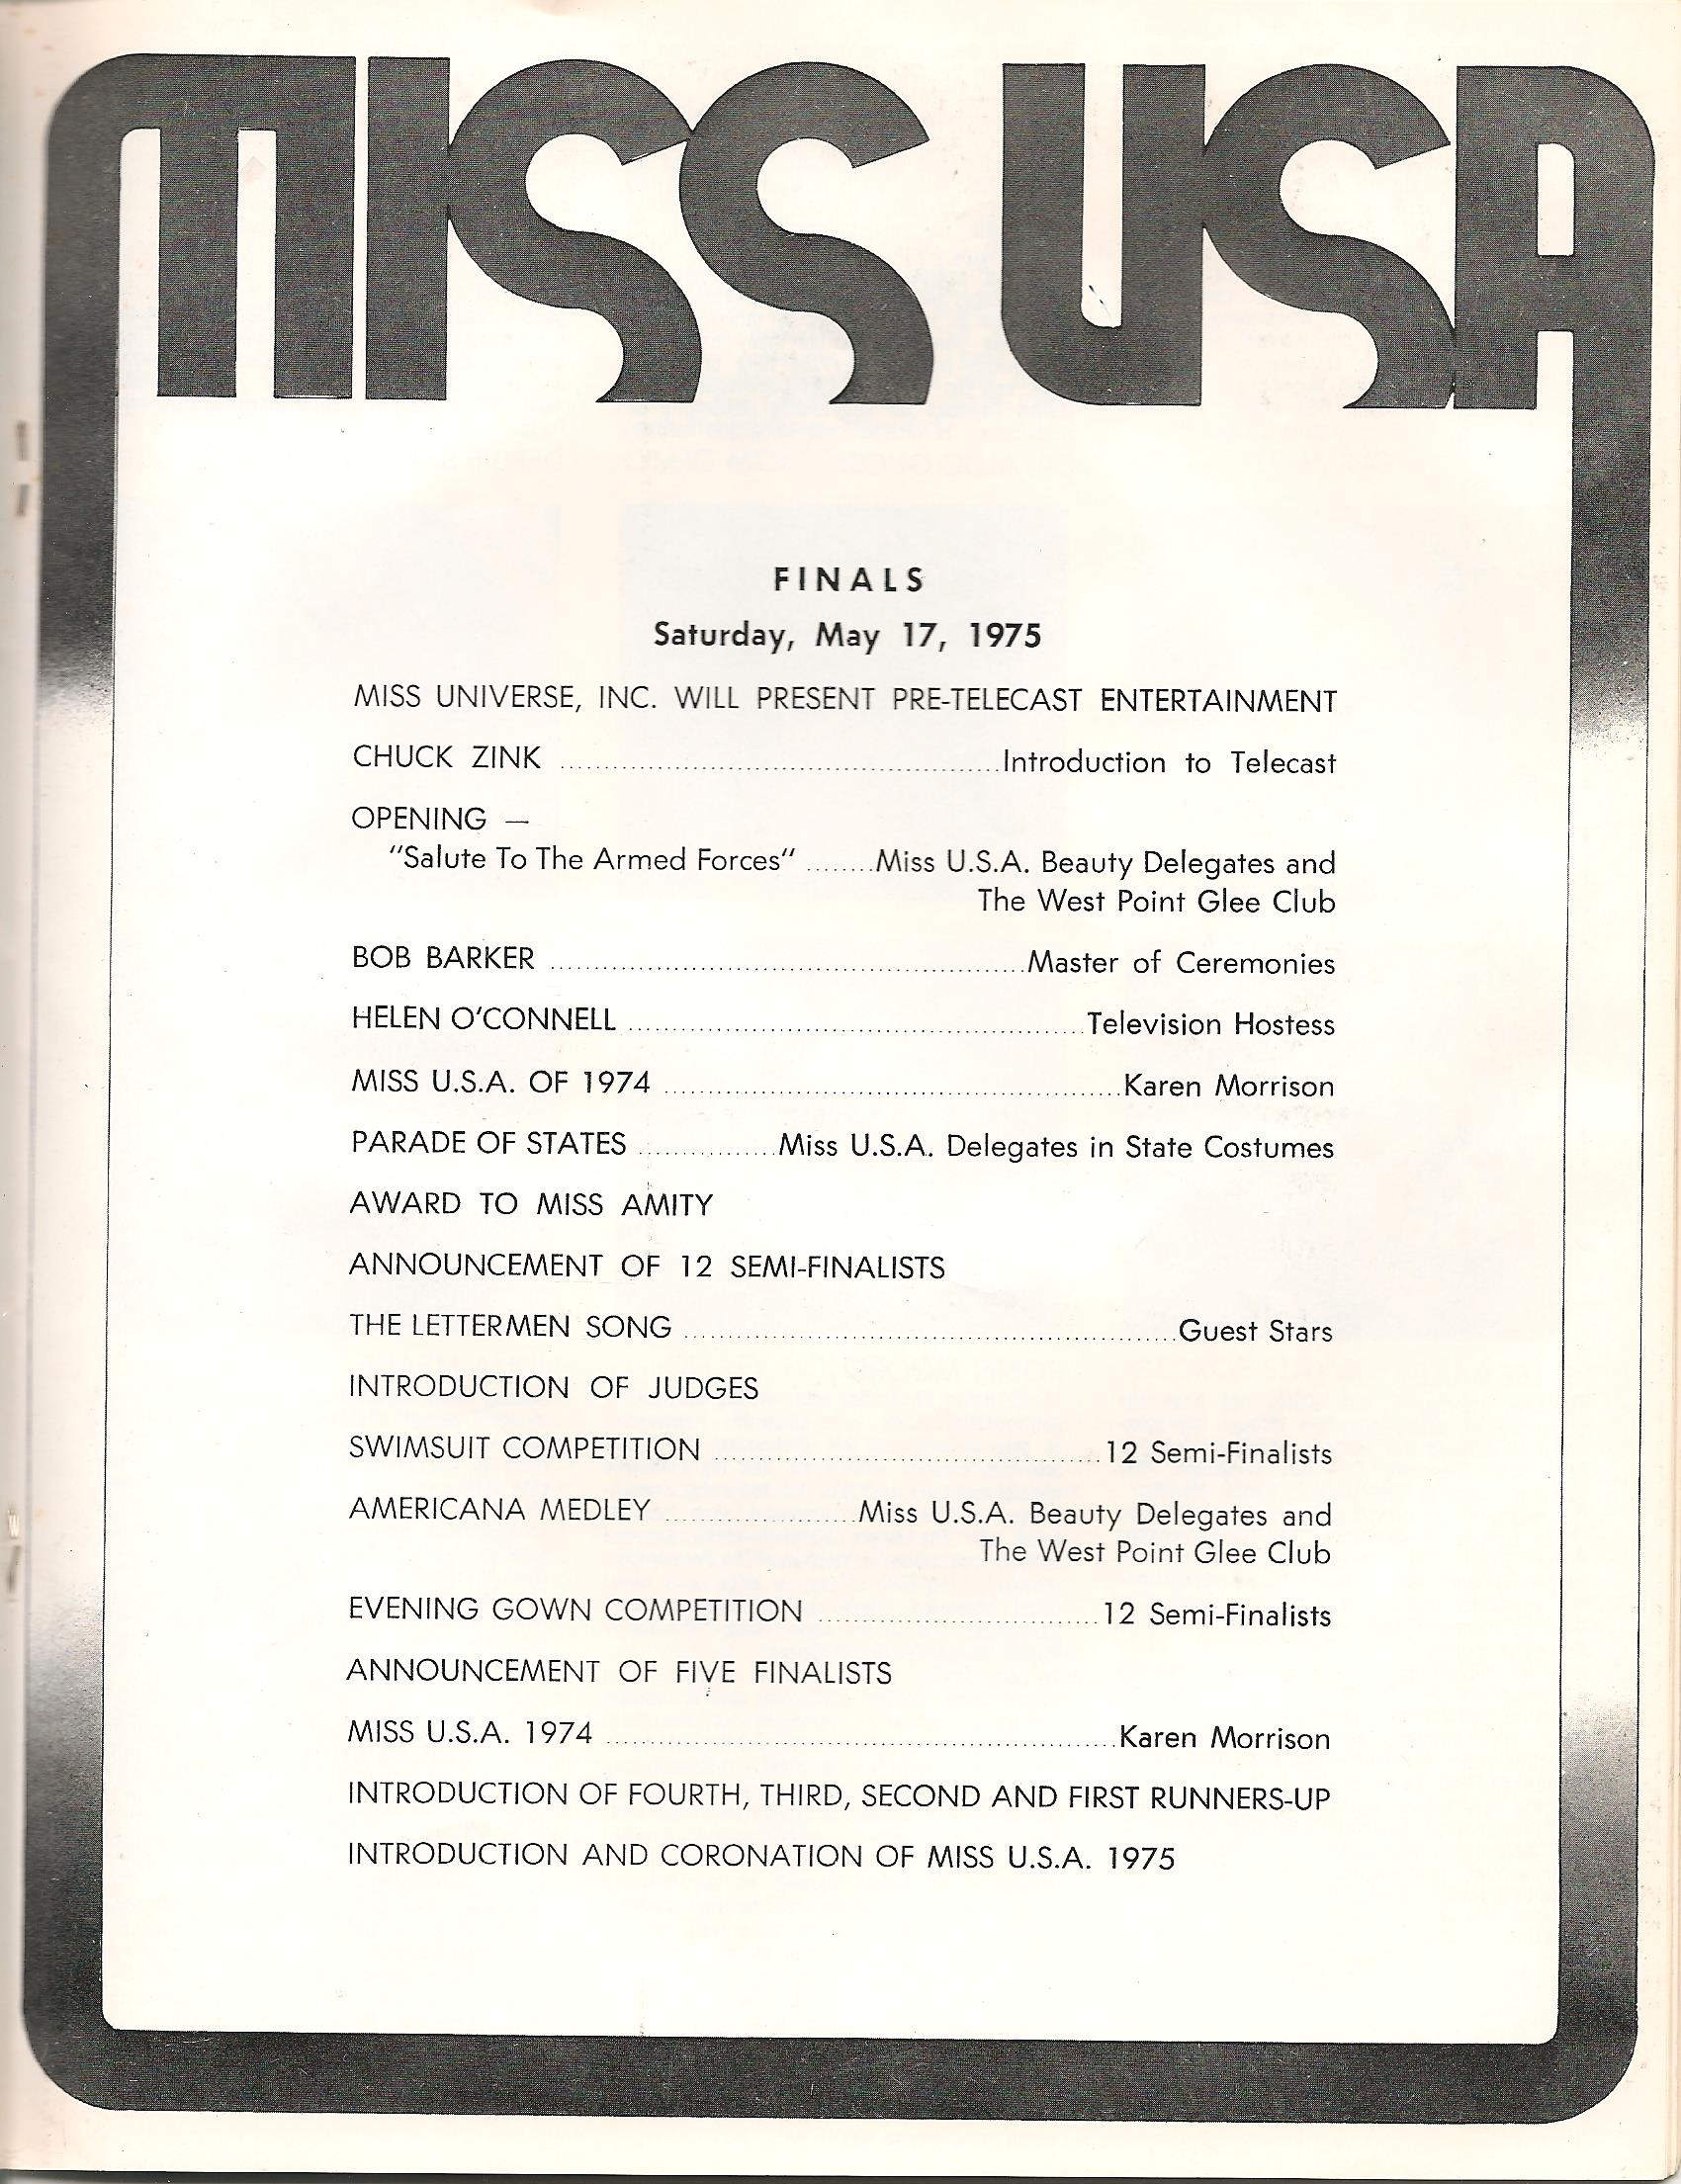 MISS USA
FINALS
Saturday, May 17, 1975
MISS UNIVERSE, INC. WILL PRESENT PRE-TELECAST ENTERTAINMENT
CHUCK ZINK ........................................ Introduction to Telecast
OPENING —
"Salute To The Armed Forces" ........ Miss U.S.A. Beauty Delegates and
The West Point Glee Club
BOB BARKER ........................................ Master of Ceremonies
HELEN O'CONNELL ........................................ Television Hostess
MISS U.S.A. OF 1974 ........................................ Karen Morrison
PARADE OF STATES ............... Miss U.S.A. Delegates in State Costumes
AWARD TO MISS AMITY
ANNOUNCEMENT OF 12 SEMI-FINALISTS
THE LETTERMEN SONG ........................................ Guest Stars
INTRODUCTION OF JUDGES
SWIMSUIT COMPETITION ........................................ 12 Semi-Finalists
AMERICANA MEDLEY .................... Miss U.S.A. Beauty Delegates and
The West Point Glee Club
EVENING GOWN COMPETITION .............................. 12 Semi-Finalists
ANNOUNCEMENT OF FIVE FINALISTS
MISS U.S.A. 1974 ........................................ Karen Morrison
INTRODUCTION OF FOURTH, THIRD, SECOND AND FIRST RUNNERS-UP
INTRODUCTION AND CORONATION OF MISS U.S.A. 1975